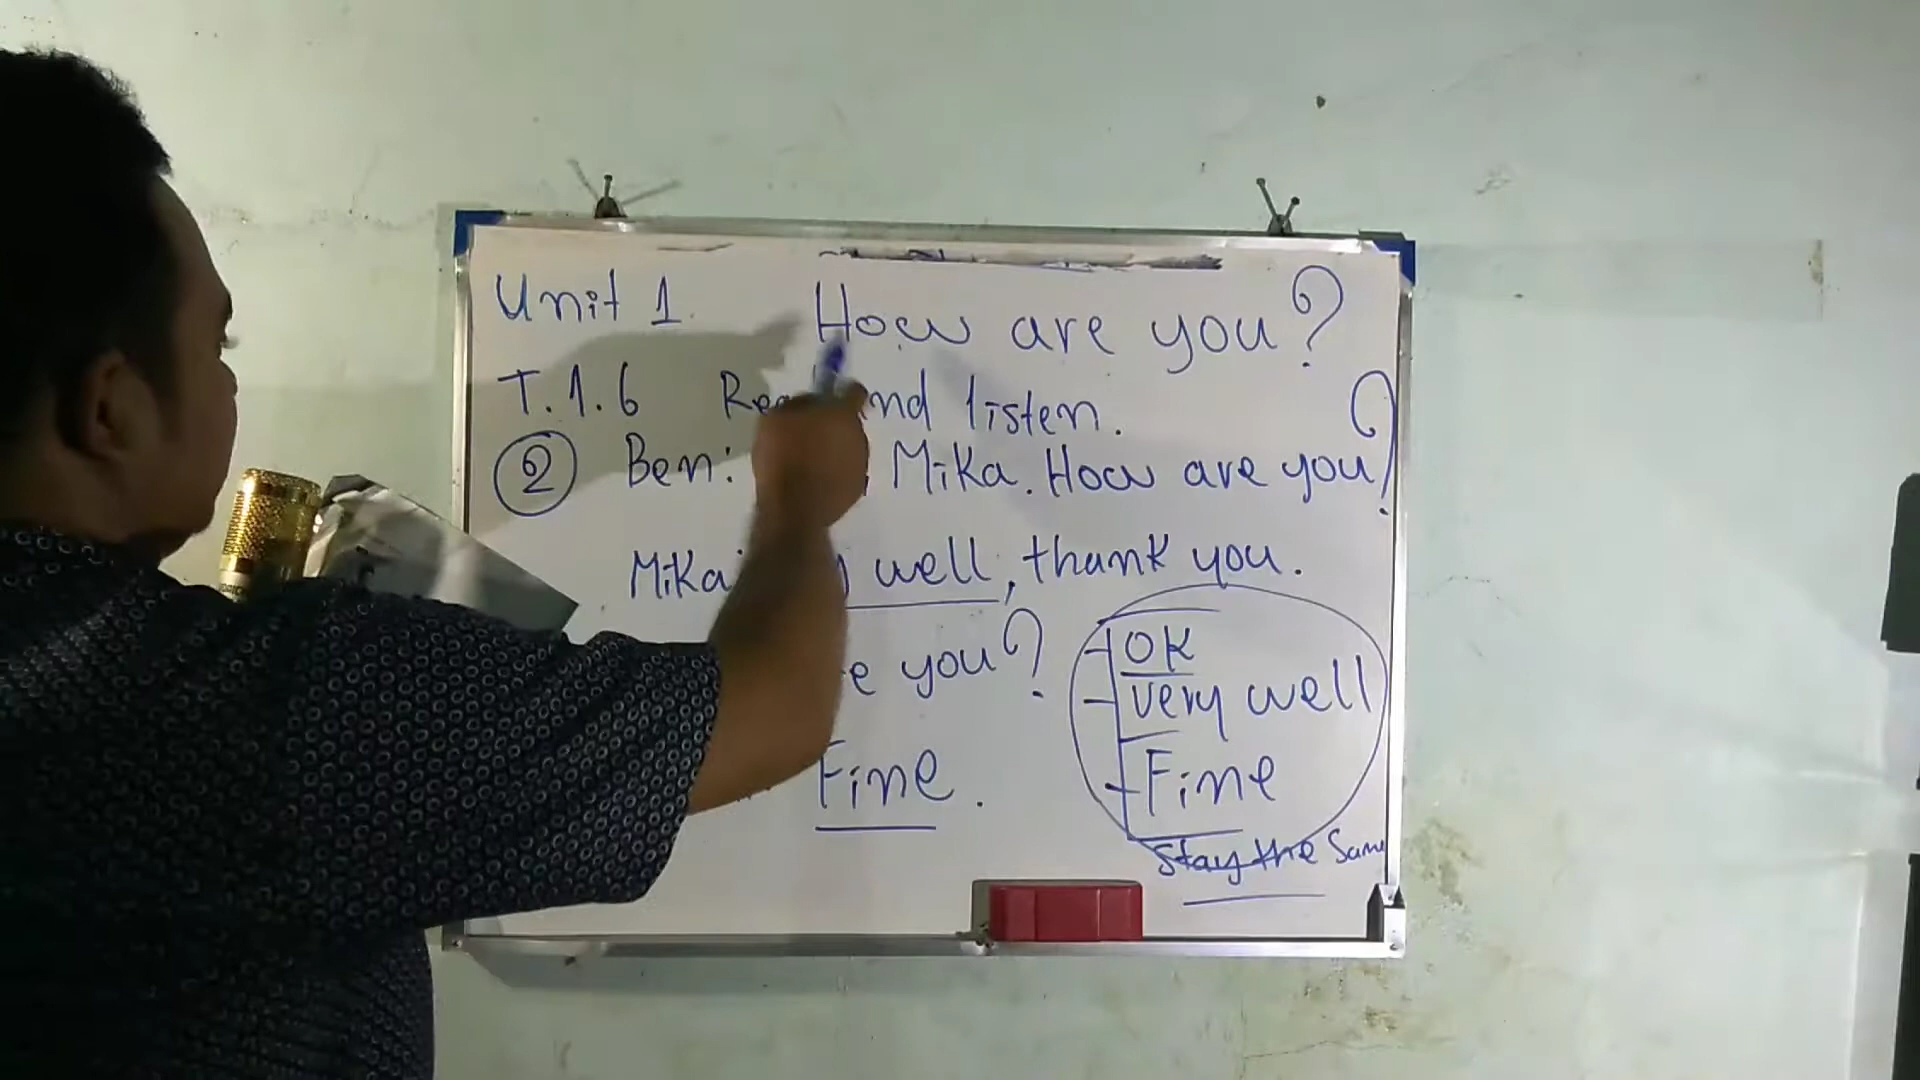 Unit 1. How are you?
T.1.6 Read and listen.
2 Ben: Mika. How are you?
Mika: well, thank you.
you?
Fine.
- OK
- very well
- Fine
Stay the same